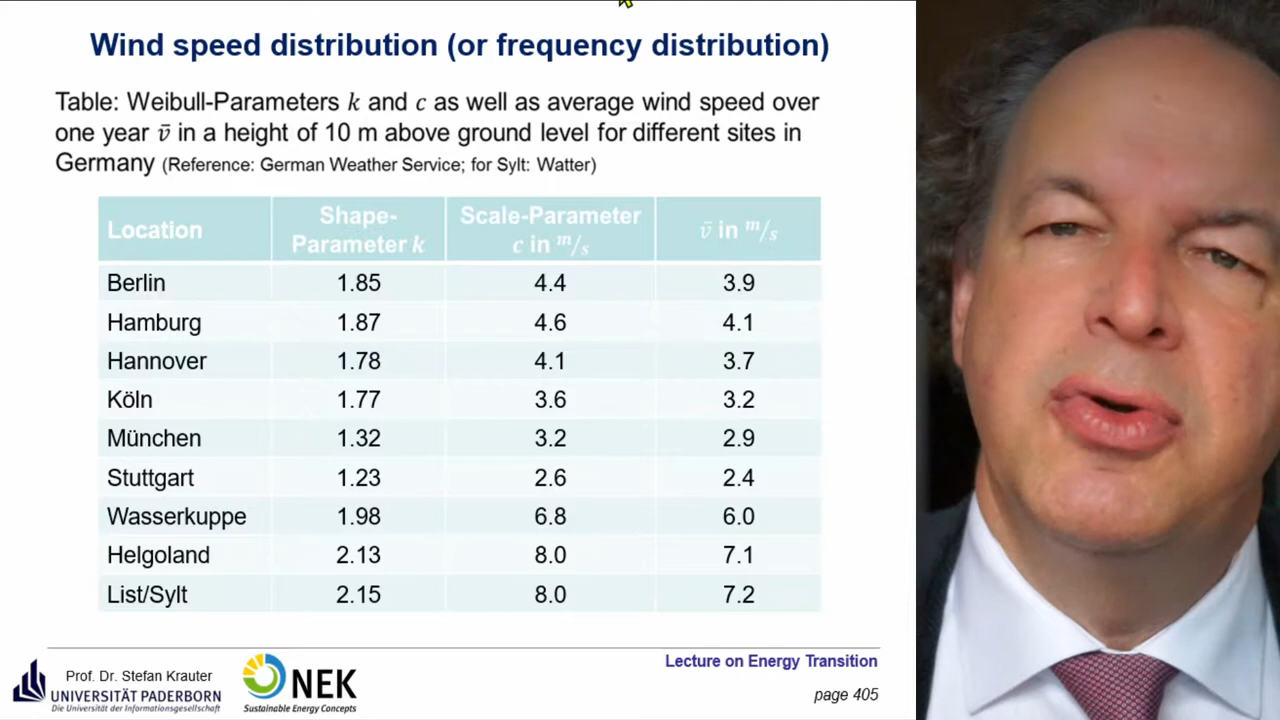 Wind speed distribution (or frequency distribution)
Table: Weibull-Parameters k and c as well as average wind speed over
one year v̄ in a height of 10 m above ground level for different sites in
Germany (Reference: German Weather Service; for Sylt: Watter)
Location Shape-Parameter k Scale-Parameter c in m/s v̄ in m/s
Berlin 1.85 4.4 3.9
Hamburg 1.87 4.6 4.1
Hannover 1.78 4.1 3.7
Köln 1.77 3.6 3.2
München 1.32 3.2 2.9
Stuttgart 1.23 2.6 2.4
Wasserkuppe 1.98 6.8 6.0
Helgoland 2.13 8.0 7.1
List/Sylt 2.15 8.0 7.2
Prof. Dr. Stefan Krauter
UNIVERSITÄT PADERBORN
Die Universität der Informationsgesellschaft
NEK
Sustainable Energy Concepts
Lecture on Energy Transition
page 405